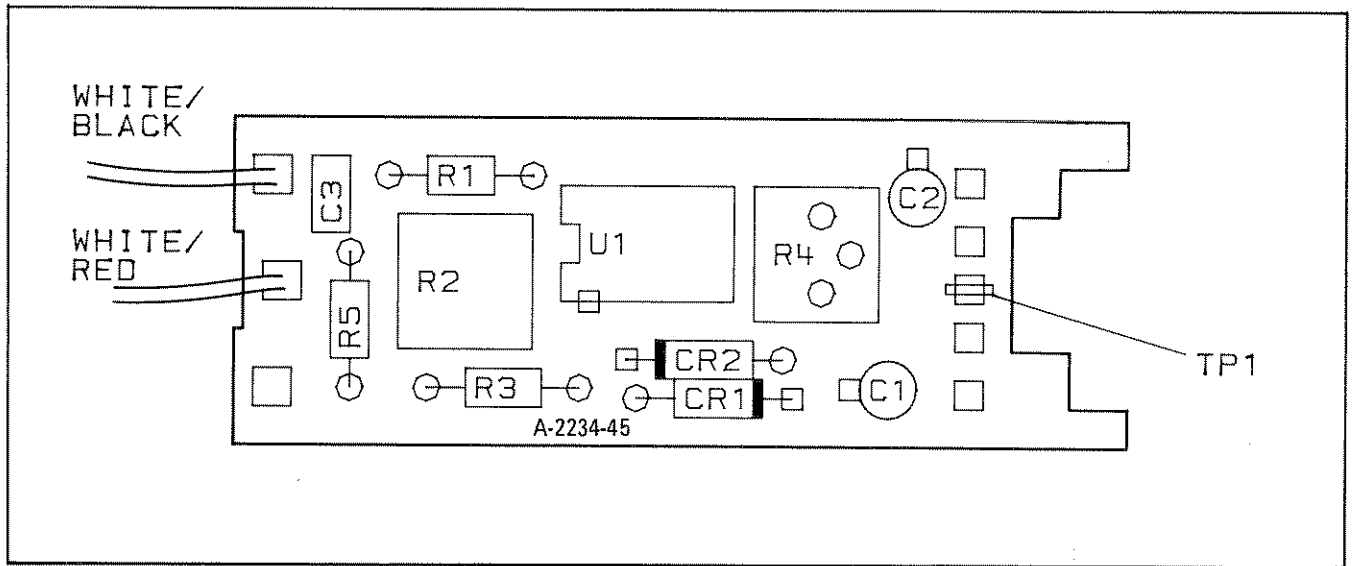 WHITE/
BLACK
C3
R1
C2
WHITE/
RED
R5
R2
U1
R4
TP1
R3
CR2
CR1
C1
A-2234-45